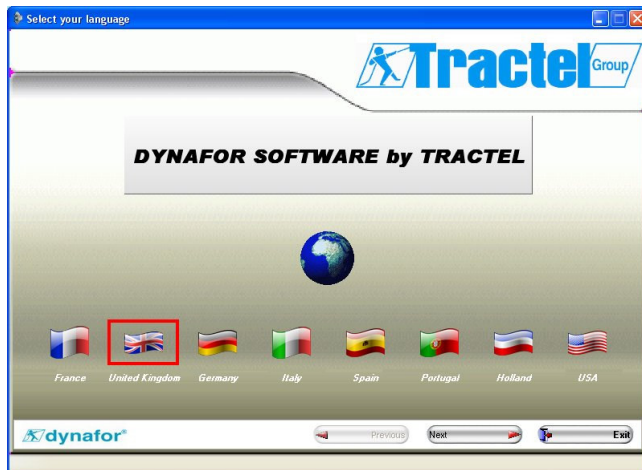 Select your language
Tractel Group
DYNAFOR SOFTWARE by TRACTEL
France United Kingdom Germany Italy Spain Portugal Holland USA
dynafor® Previous Next Exit